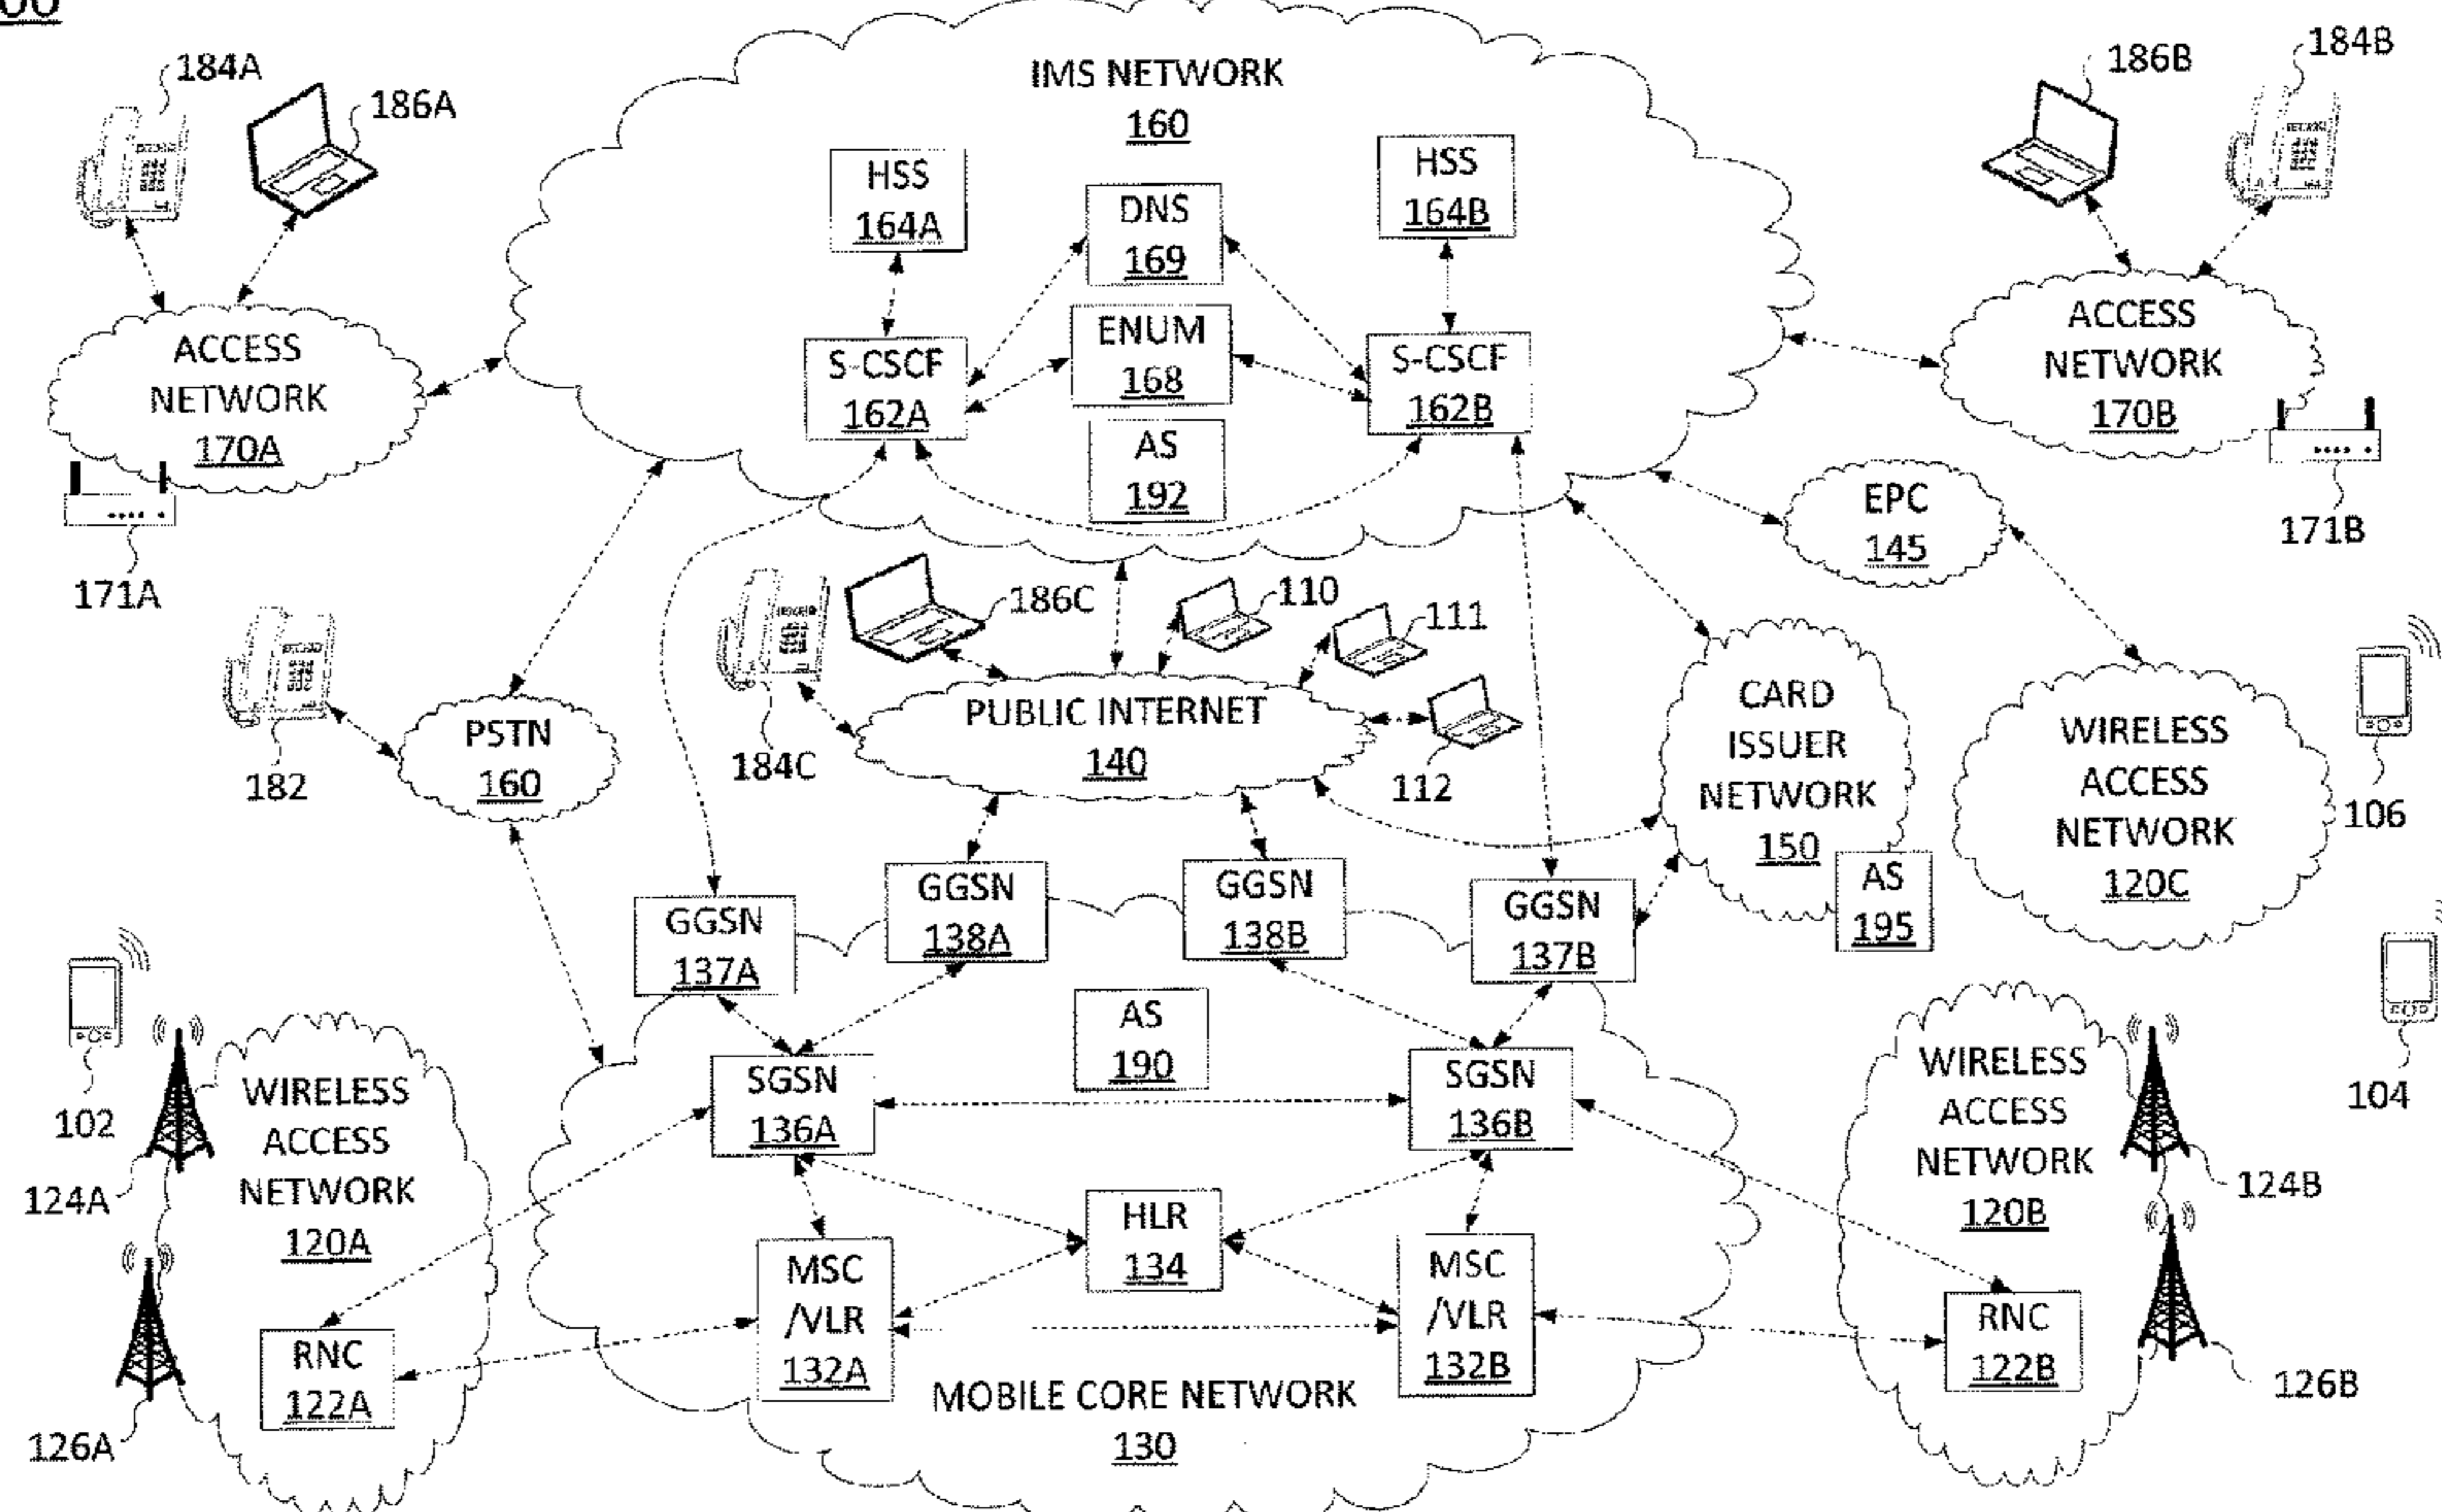 184A
186A
IMS NETWORK
160
186B
184B
HSS
164A
DNS
169
HSS
164B
ENUM
168
S-CSCF
162A
S-CSCF
162B
AS
192
ACCESS
NETWORK
170A
171A
ACCESS
NETWORK
170B
171B
EPC
145
182
PSTN
160
184C
186C
110
111
112
PUBLIC INTERNET
140
CARD
ISSUER
NETWORK
150
AS
195
WIRELESS
ACCESS
NETWORK
120C
106
104
GGSN
137A
GGSN
138A
GGSN
138B
GGSN
137B
AS
190
102
124A
126A
WIRELESS
ACCESS
NETWORK
120A
RNC
122A
SGSN
136A
SGSN
136B
HLR
134
MSC
/VLR
132A
MSC
/VLR
132B
MOBILE CORE NETWORK
130
WIRELESS
ACCESS
NETWORK
120B
RNC
122B
124B
126B